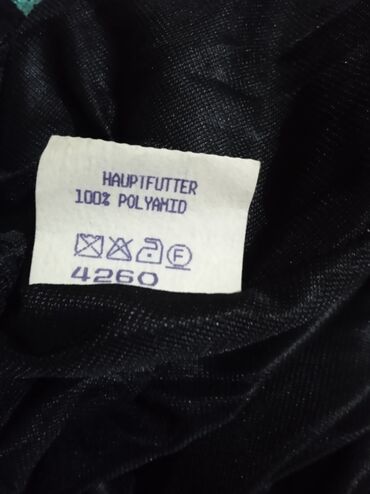 HAUPTFUTTER
100% POLYAMID
F
4260